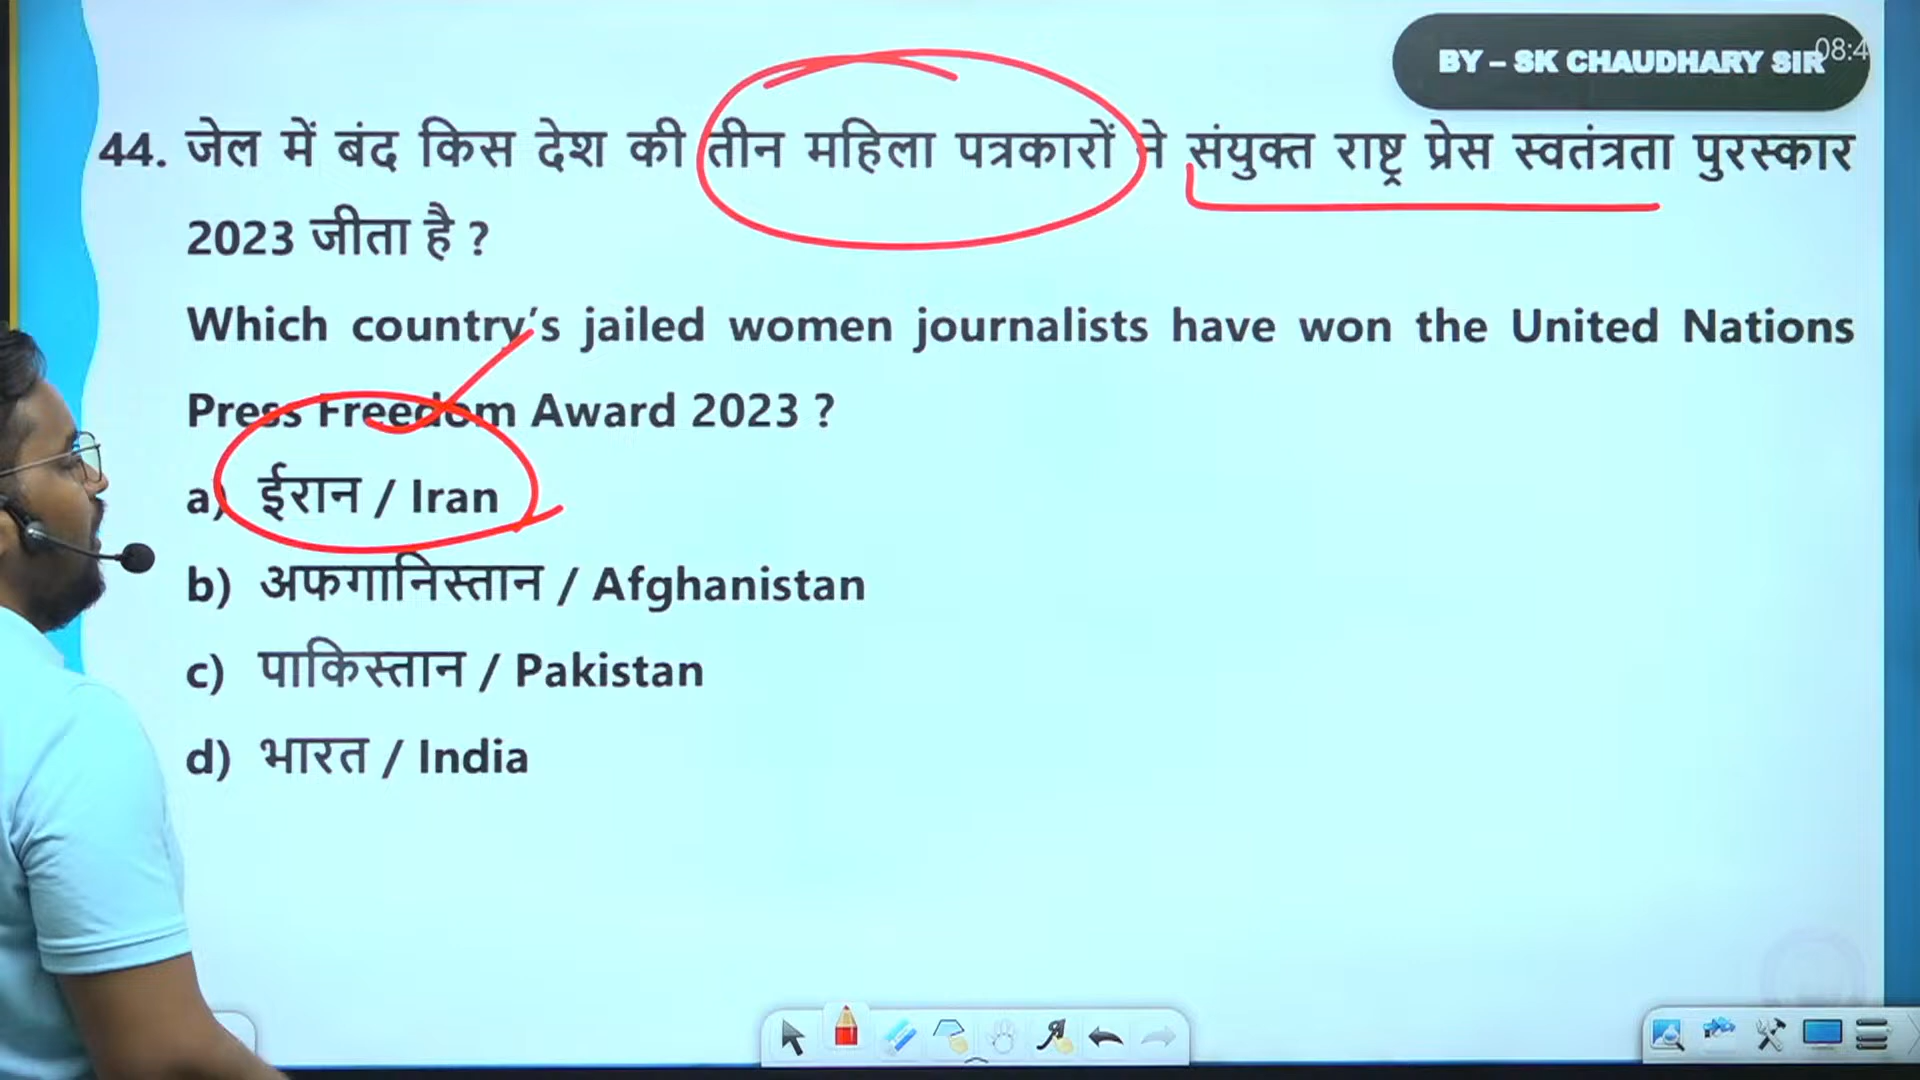 BY – SK CHAUDHARY SIR
08:4
44. जेल में बंद किस देश की तीन महिला पत्रकारों ने संयुक्त राष्ट्र प्रेस स्वतंत्रता पुरस्कार
2023 जीता है ?
Which country's jailed women journalists have won the United Nations
Press Freedom Award 2023 ?
a) ईरान / Iran
b) अफगानिस्तान / Afghanistan
c) पाकिस्तान / Pakistan
d) भारत / India